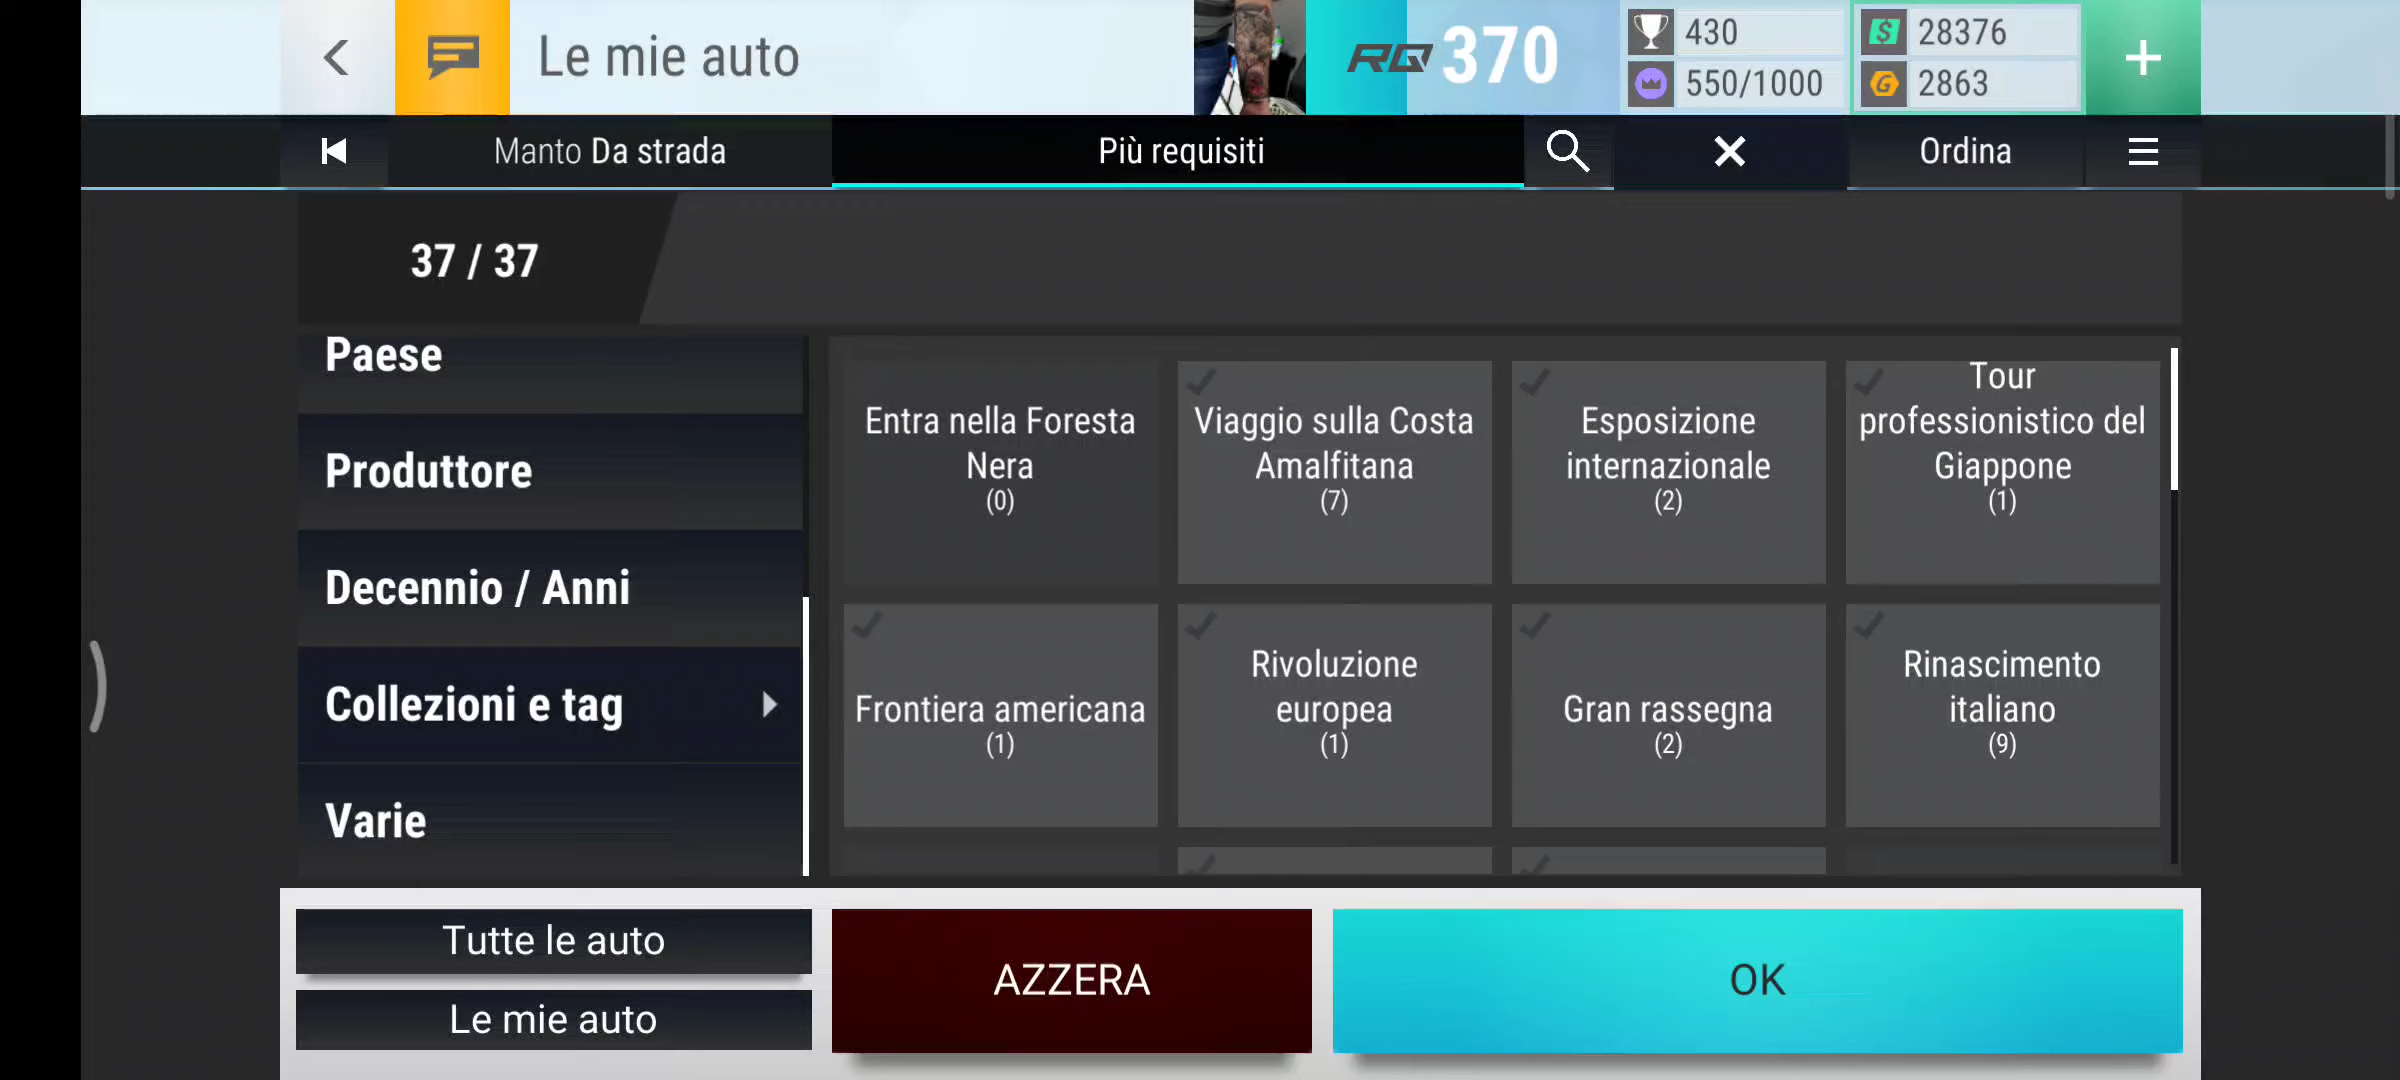 Le mie auto
RQ 370
430
550/1000
28376
2863
Manto Da strada
Più requisiti
Ordina
37 / 37
Paese
Produttore
Decennio / Anni
Collezioni e tag
Varie
Entra nella Foresta
Nera
(0)
Viaggio sulla Costa
Amalfitana
(7)
Esposizione
internazionale
(2)
Tour
professionistico del
Giappone
(1)
Frontiera americana
(1)
Rivoluzione
europea
(1)
Gran rassegna
(2)
Rinascimento
italiano
(9)
Tutte le auto
Le mie auto
AZZERA
OK